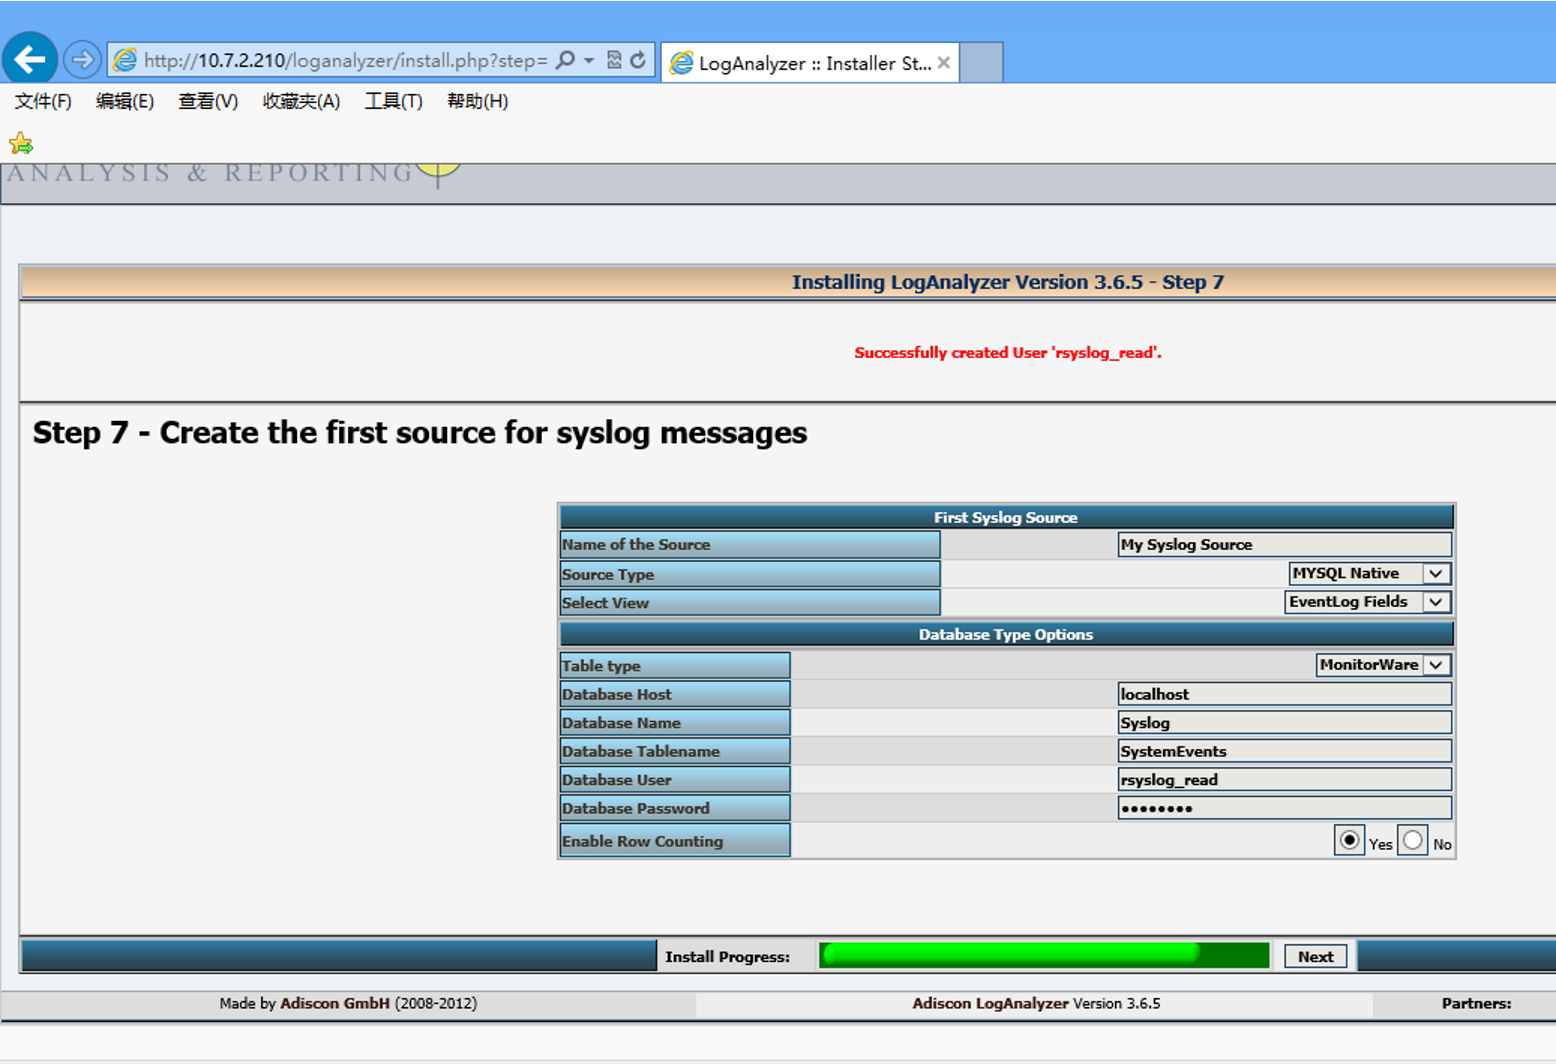 http://10.7.2.210/loganalyzer/install.php?step=
LogAnalyzer :: Installer St...
文件(F) 编辑(E) 查看(V) 收藏夹(A) 工具(T) 帮助(H)
ANALYSIS & REPORTING
Installing LogAnalyzer Version 3.6.5 - Step 7
Successfully created User 'rsyslog_read'.
Step 7 - Create the first source for syslog messages
First Syslog Source
Name of the Source My Syslog Source
Source Type MYSQL Native
Select View EventLog Fields
Database Type Options
Table type MonitorWare
Database Host localhost
Database Name Syslog
Database Tablename SystemEvents
Database User rsyslog_read
Database Password ••••••••
Enable Row Counting Yes No
Install Progress: Next
Made by Adiscon GmbH (2008-2012) Adiscon LogAnalyzer Version 3.6.5 Partners: